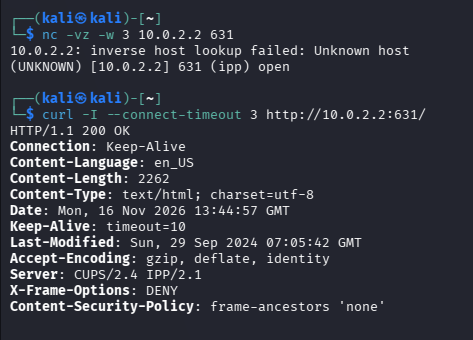 ┌──(kali㉿kali)-[~]
└─$ nc -vz -w 3 10.0.2.2 631
10.0.2.2: inverse host lookup failed: Unknown host
(UNKNOWN) [10.0.2.2] 631 (ipp) open
┌──(kali㉿kali)-[~]
└─$ curl -I --connect-timeout 3 http://10.0.2.2:631/
HTTP/1.1 200 OK
Connection: Keep-Alive
Content-Language: en_US
Content-Length: 2262
Content-Type: text/html; charset=utf-8
Date: Mon, 16 Nov 2026 13:44:57 GMT
Keep-Alive: timeout=10
Last-Modified: Sun, 29 Sep 2024 07:05:42 GMT
Accept-Encoding: gzip, deflate, identity
Server: CUPS/2.4 IPP/2.1
X-Frame-Options: DENY
Content-Security-Policy: frame-ancestors 'none'